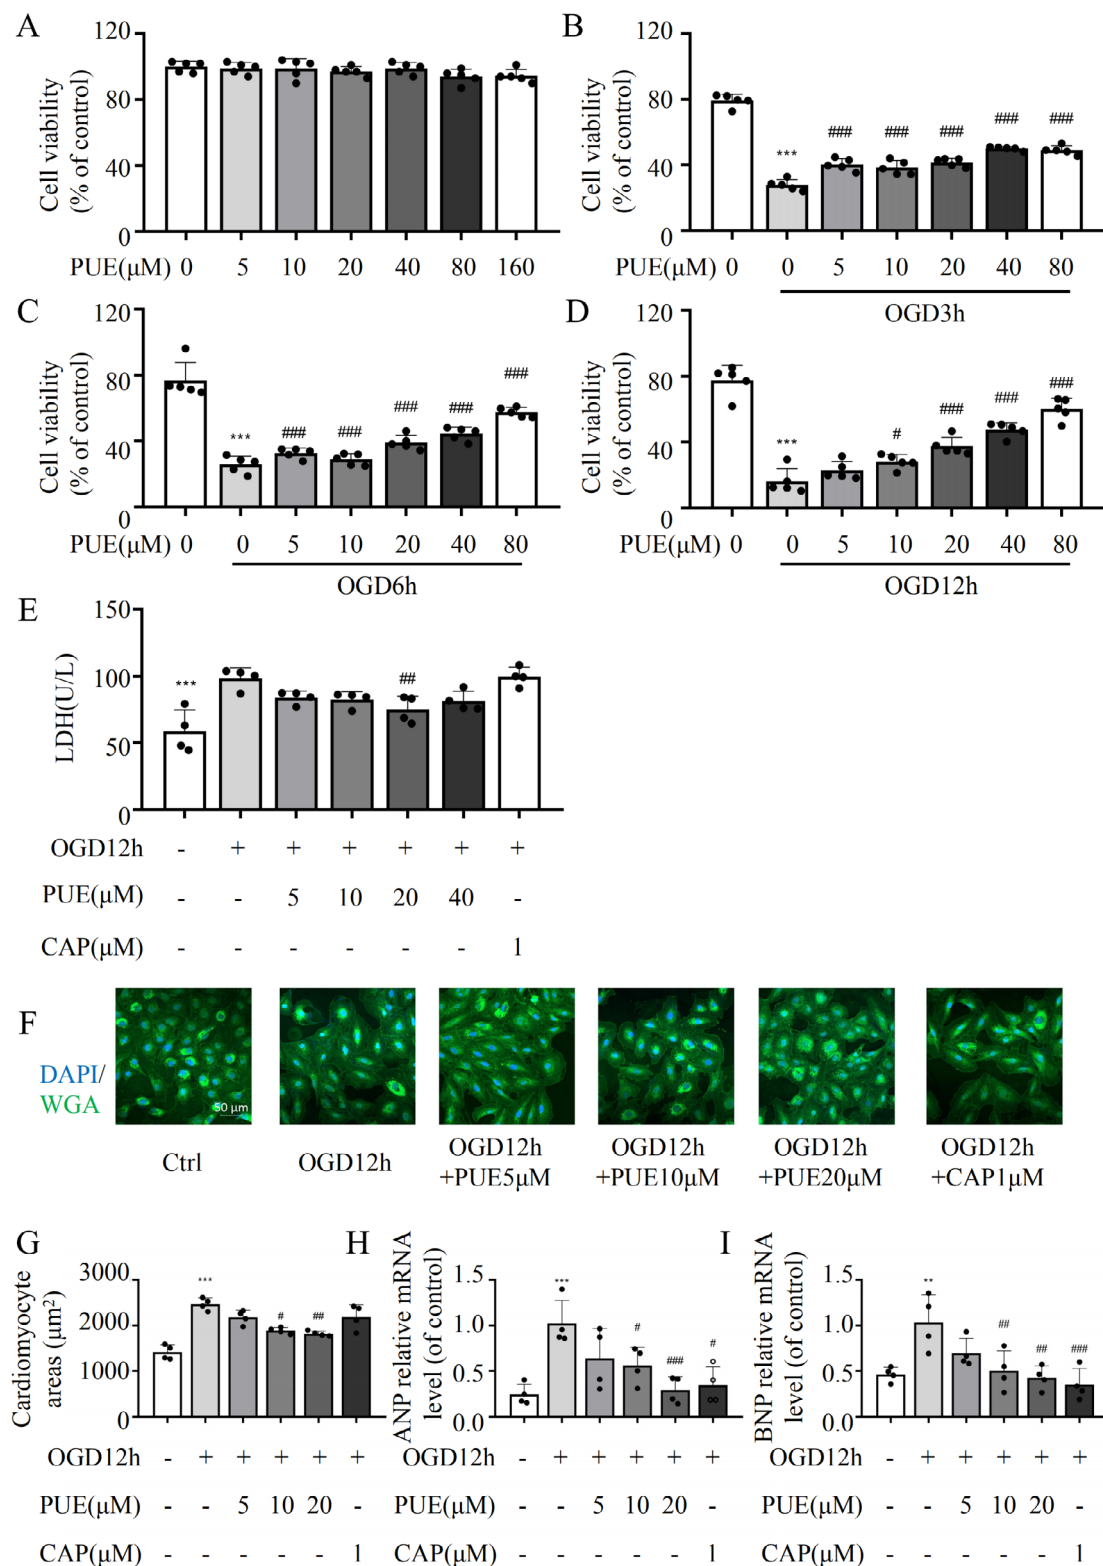 A
Cell viability
(% of control)
120
80
40
0
PUE(μM) 0 5 10 20 40 80 160
B
Cell viability
(% of control)
120
80
40
0
*** ### ### ### ### ###
PUE(μM) 0 0 5 10 20 40 80
OGD3h
C
Cell viability
(% of control)
120
80
40
0
*** ### ### ### ### ###
PUE(μM) 0 0 5 10 20 40 80
OGD6h
D
Cell viability
(% of control)
120
80
40
0
*** # ### ### ###
PUE(μM) 0 0 5 10 20 40 80
OGD12h
E
LDH(U/L)
150
100
50
0
*** ##
OGD12h - + + + + + +
PUE(μM) - - 5 10 20 40 -
CAP(μM) - - - - - - 1
F
DAPI/
WGA
50 μm
Ctrl
OGD12h
OGD12h
+PUE5μM
OGD12h
+PUE10μM
OGD12h
+PUE20μM
OGD12h
+CAP1μM
G
Cardiomyocyte
areas (μm²)
3000
2000
1000
0
*** # ##
OGD12h - + + + + +
PUE(μM) - - 5 10 20 -
CAP(μM) - - - - - 1
H
ANP relative mRNA
level (of control)
1.5
1.0
0.5
0.0
*** # ### #
OGD12h - + + + + +
PUE(μM) - - 5 10 20 -
CAP(μM) - - - - - 1
I
BNP relative mRNA
level (of control)
1.5
1.0
0.5
0.0
** ## ## ###
OGD12h - + + + + +
PUE(μM) - - 5 10 20 -
CAP(μM) - - - - - 1